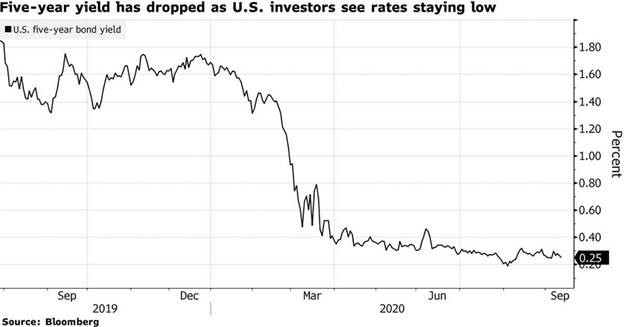 Five-year yield has dropped as U.S. investors see rates staying low
U.S. five-year bond yield
1.80
1.60
1.40
1.20
1.00
0.80
0.60
0.40
0.25
0.20
Percent
Sep Dec Mar Jun Sep
2019 2020
Source: Bloomberg